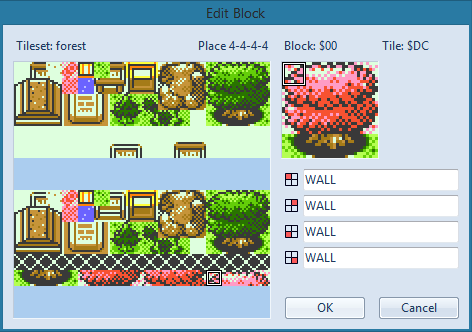 Edit Block
Tileset: forest Place 4-4-4-4 Block: $00 Tile: $DC
WALL
WALL
WALL
WALL
OK Cancel